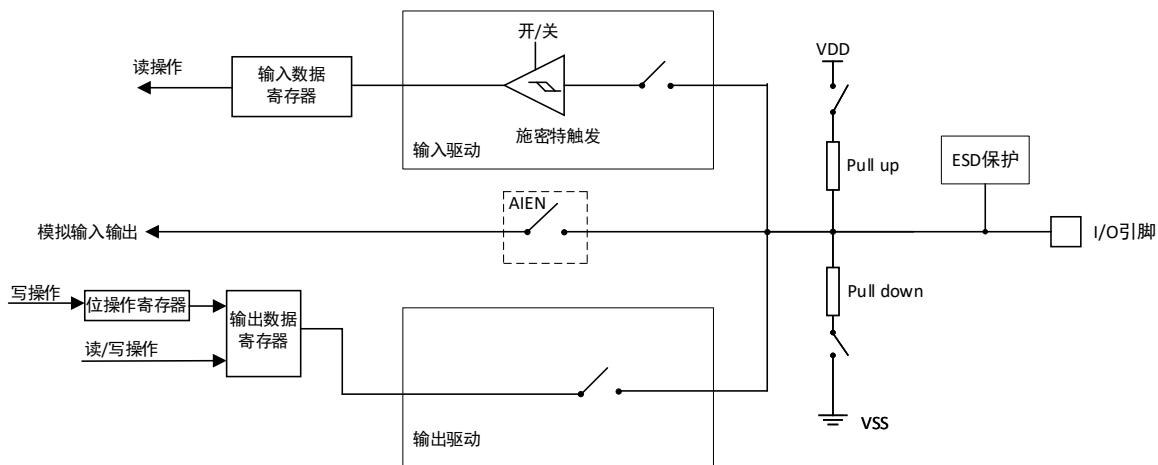 开/关
VDD
读操作
输入数据
寄存器
施密特触发
输入驱动
Pull up
ESD保护
AIEN
模拟输入输出
I/O引脚
写操作
位操作寄存器
输出数据
寄存器
读/写操作
Pull down
输出驱动
VSS